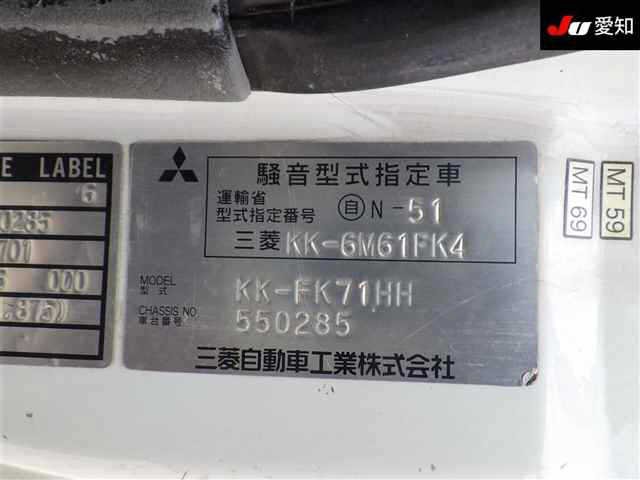 JU 愛知
E LABEL
6
0285
701
000
騒音型式指定車
運輸省
型式指定番号 自 N-51
三菱 KK-6M61FK4
MODEL
型式
KK-FK71HH
CHASSIS NO
車台番号
550285
三菱自動車工業株式会社
MT 69
MT 59